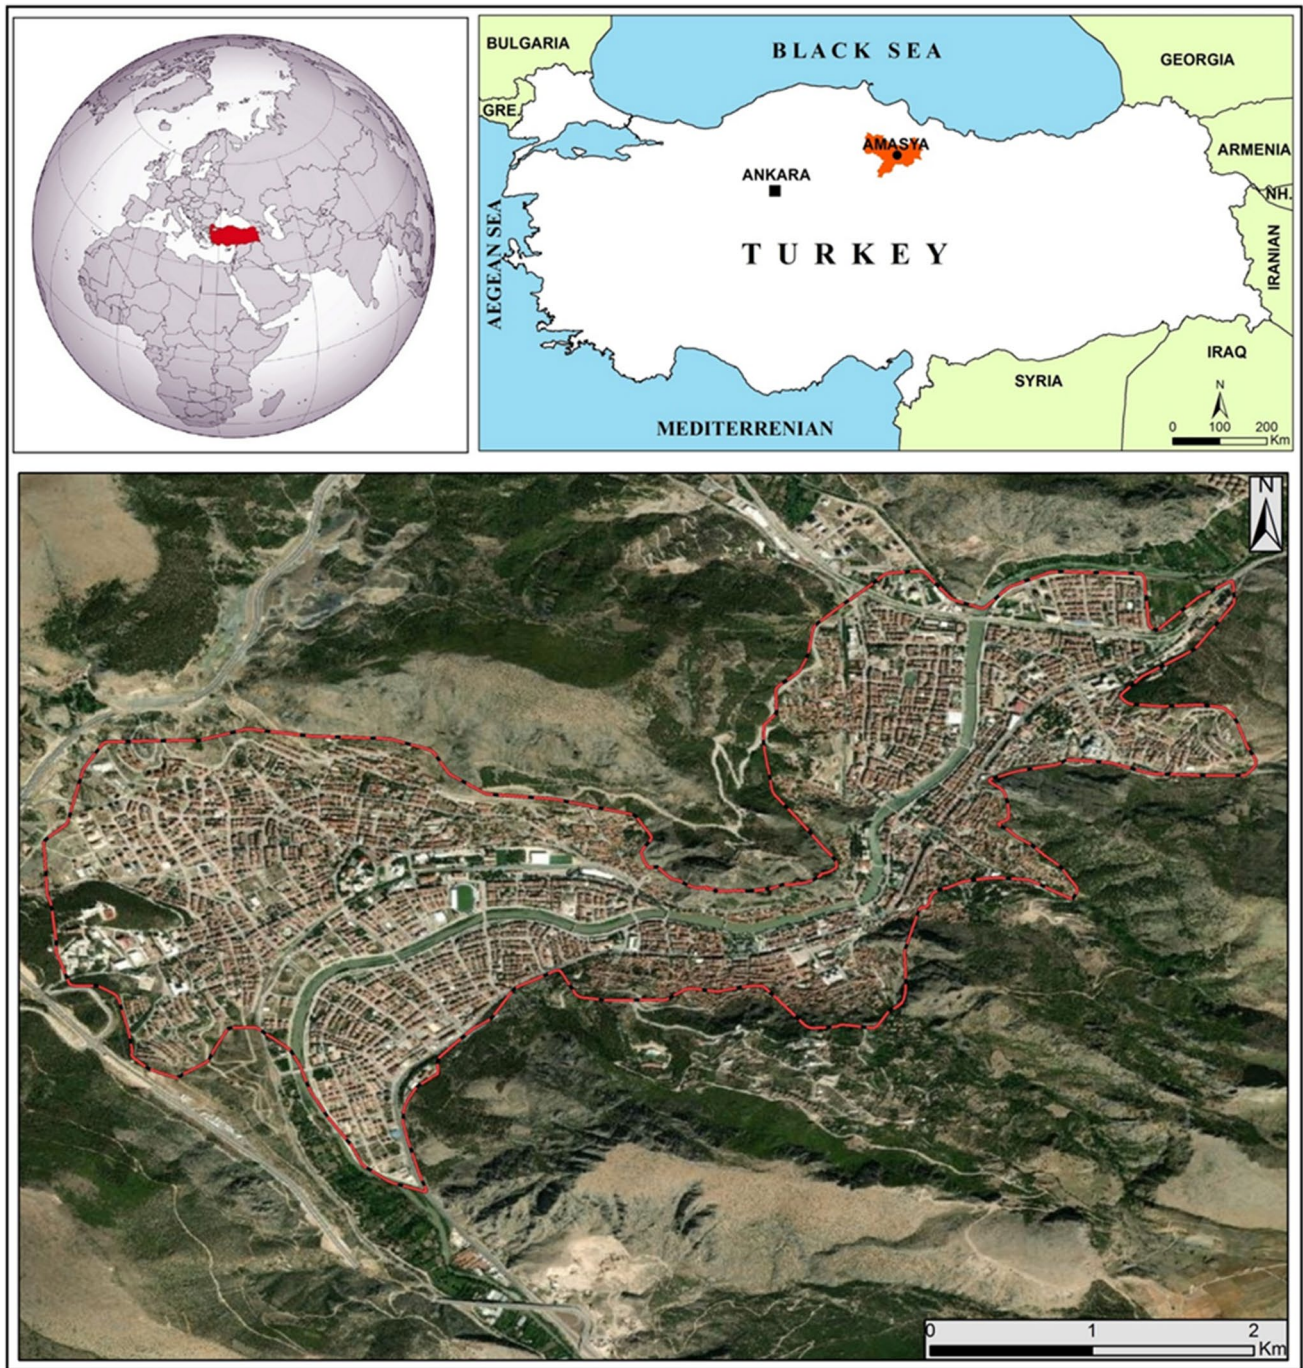 BULGARIA
BLACK SEA
GEORGIA
GRE.
AMASYA
ARMENIA
ANKARA
NH.
AEGEAN SEA
TURKEY
IRANIAN
IRAQ
SYRIA
N
MEDITERRENIAN
0 100 200
Km
N
0 1 2
Km